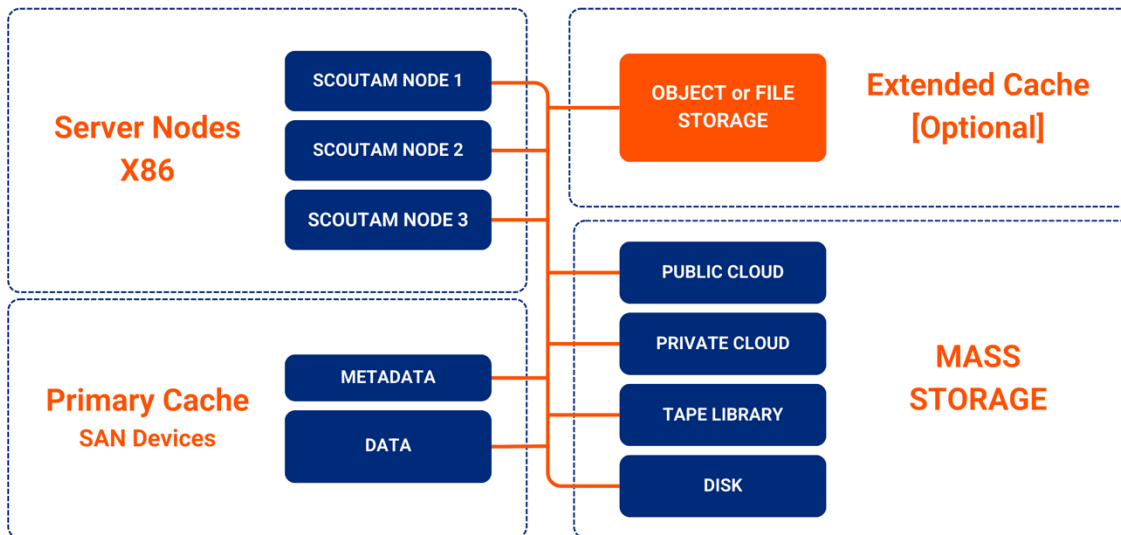 Server Nodes
X86
SCOUTAM NODE 1
SCOUTAM NODE 2
SCOUTAM NODE 3
OBJECT or FILE
STORAGE
Extended Cache
[Optional]
Primary Cache
SAN Devices
METADATA
DATA
PUBLIC CLOUD
PRIVATE CLOUD
TAPE LIBRARY
DISK
MASS
STORAGE